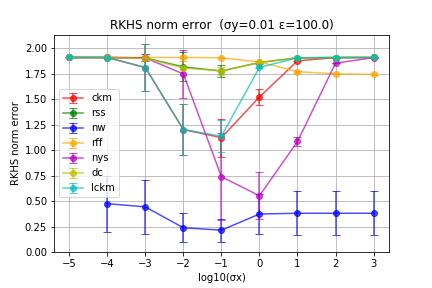 RKHS norm error (σy=0.01 ε=100.0)
RKHS norm error
2.00
1.75
1.50
1.25
1.00
0.75
0.50
0.25
0.00
ckm
rss
nw
rff
nys
dc
lckm
−5 −4 −3 −2 −1 0 1 2 3
log10(σx)